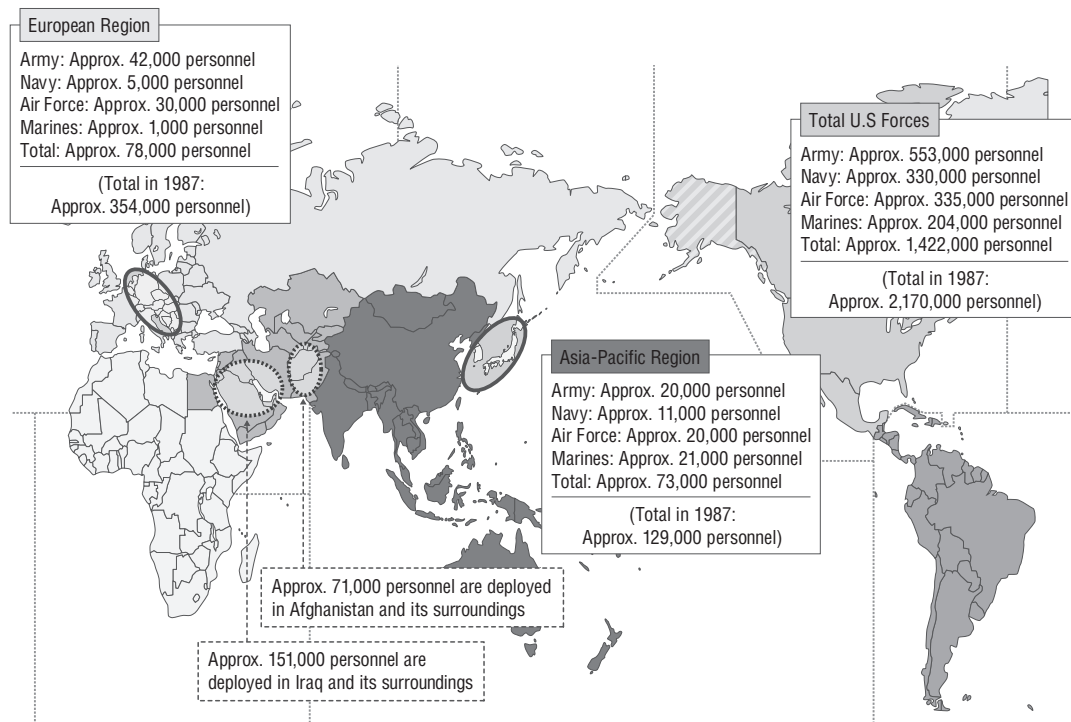 European Region
Army: Approx. 42,000 personnel
Navy: Approx. 5,000 personnel
Air Force: Approx. 30,000 personnel
Marines: Approx. 1,000 personnel
Total: Approx. 78,000 personnel
(Total in 1987:
Approx. 354,000 personnel)
Total U.S Forces
Army: Approx. 553,000 personnel
Navy: Approx. 330,000 personnel
Air Force: Approx. 335,000 personnel
Marines: Approx. 204,000 personnel
Total: Approx. 1,422,000 personnel
(Total in 1987:
Approx. 2,170,000 personnel)
Asia-Pacific Region
Army: Approx. 20,000 personnel
Navy: Approx. 11,000 personnel
Air Force: Approx. 20,000 personnel
Marines: Approx. 21,000 personnel
Total: Approx. 73,000 personnel
(Total in 1987:
Approx. 129,000 personnel)
Approx. 71,000 personnel are deployed
in Afghanistan and its surroundings
Approx. 151,000 personnel are
deployed in Iraq and its surroundings